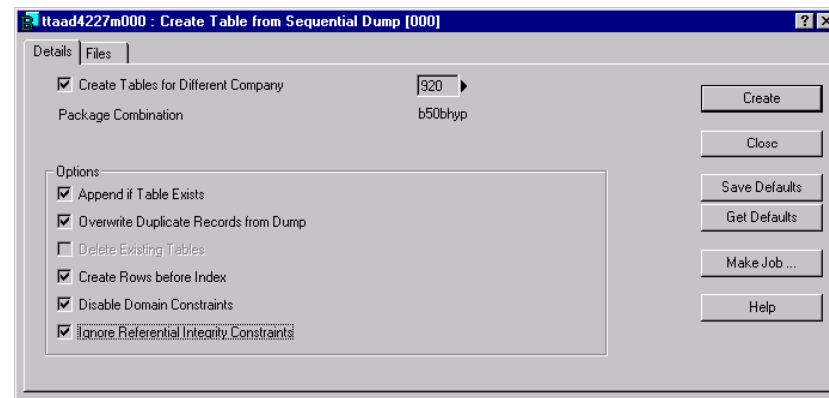 ttaad4227m000 : Create Table from Sequential Dump [000]
Details Files
Create Tables for Different Company 920
Package Combination b50bhyp
Options
Append if Table Exists
Overwrite Duplicate Records from Dump
Delete Existing Tables
Create Rows before Index
Disable Domain Constraints
Ignore Referential Integrity Constraints
Create
Close
Save Defaults
Get Defaults
Make Job ...
Help